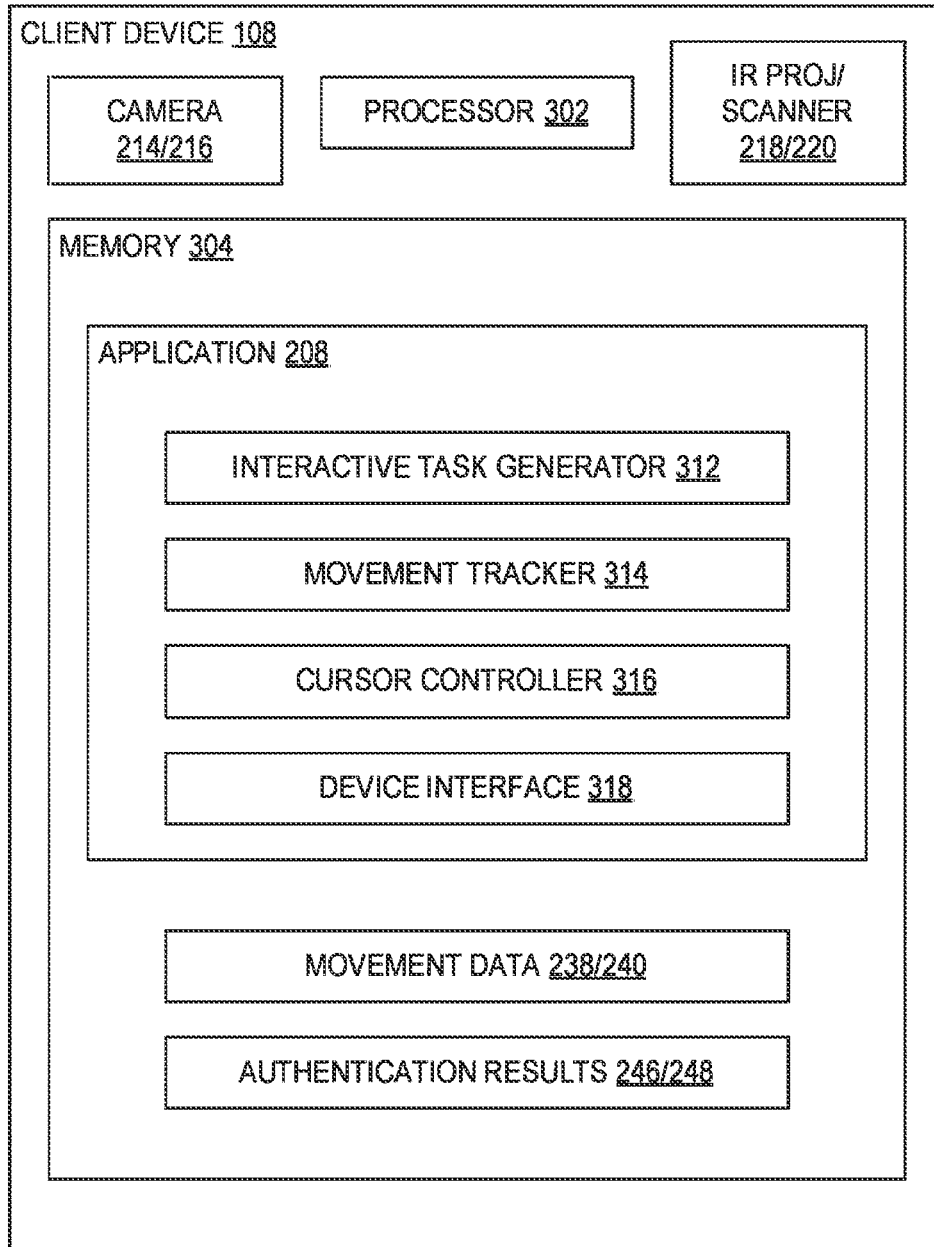 CLIENT DEVICE 108
CAMERA
214/216
PROCESSOR 302
IR PROJ/
SCANNER
218/220
MEMORY 304
APPLICATION 208
INTERACTIVE TASK GENERATOR 312
MOVEMENT TRACKER 314
CURSOR CONTROLLER 316
DEVICE INTERFACE 318
MOVEMENT DATA 238/240
AUTHENTICATION RESULTS 246/248